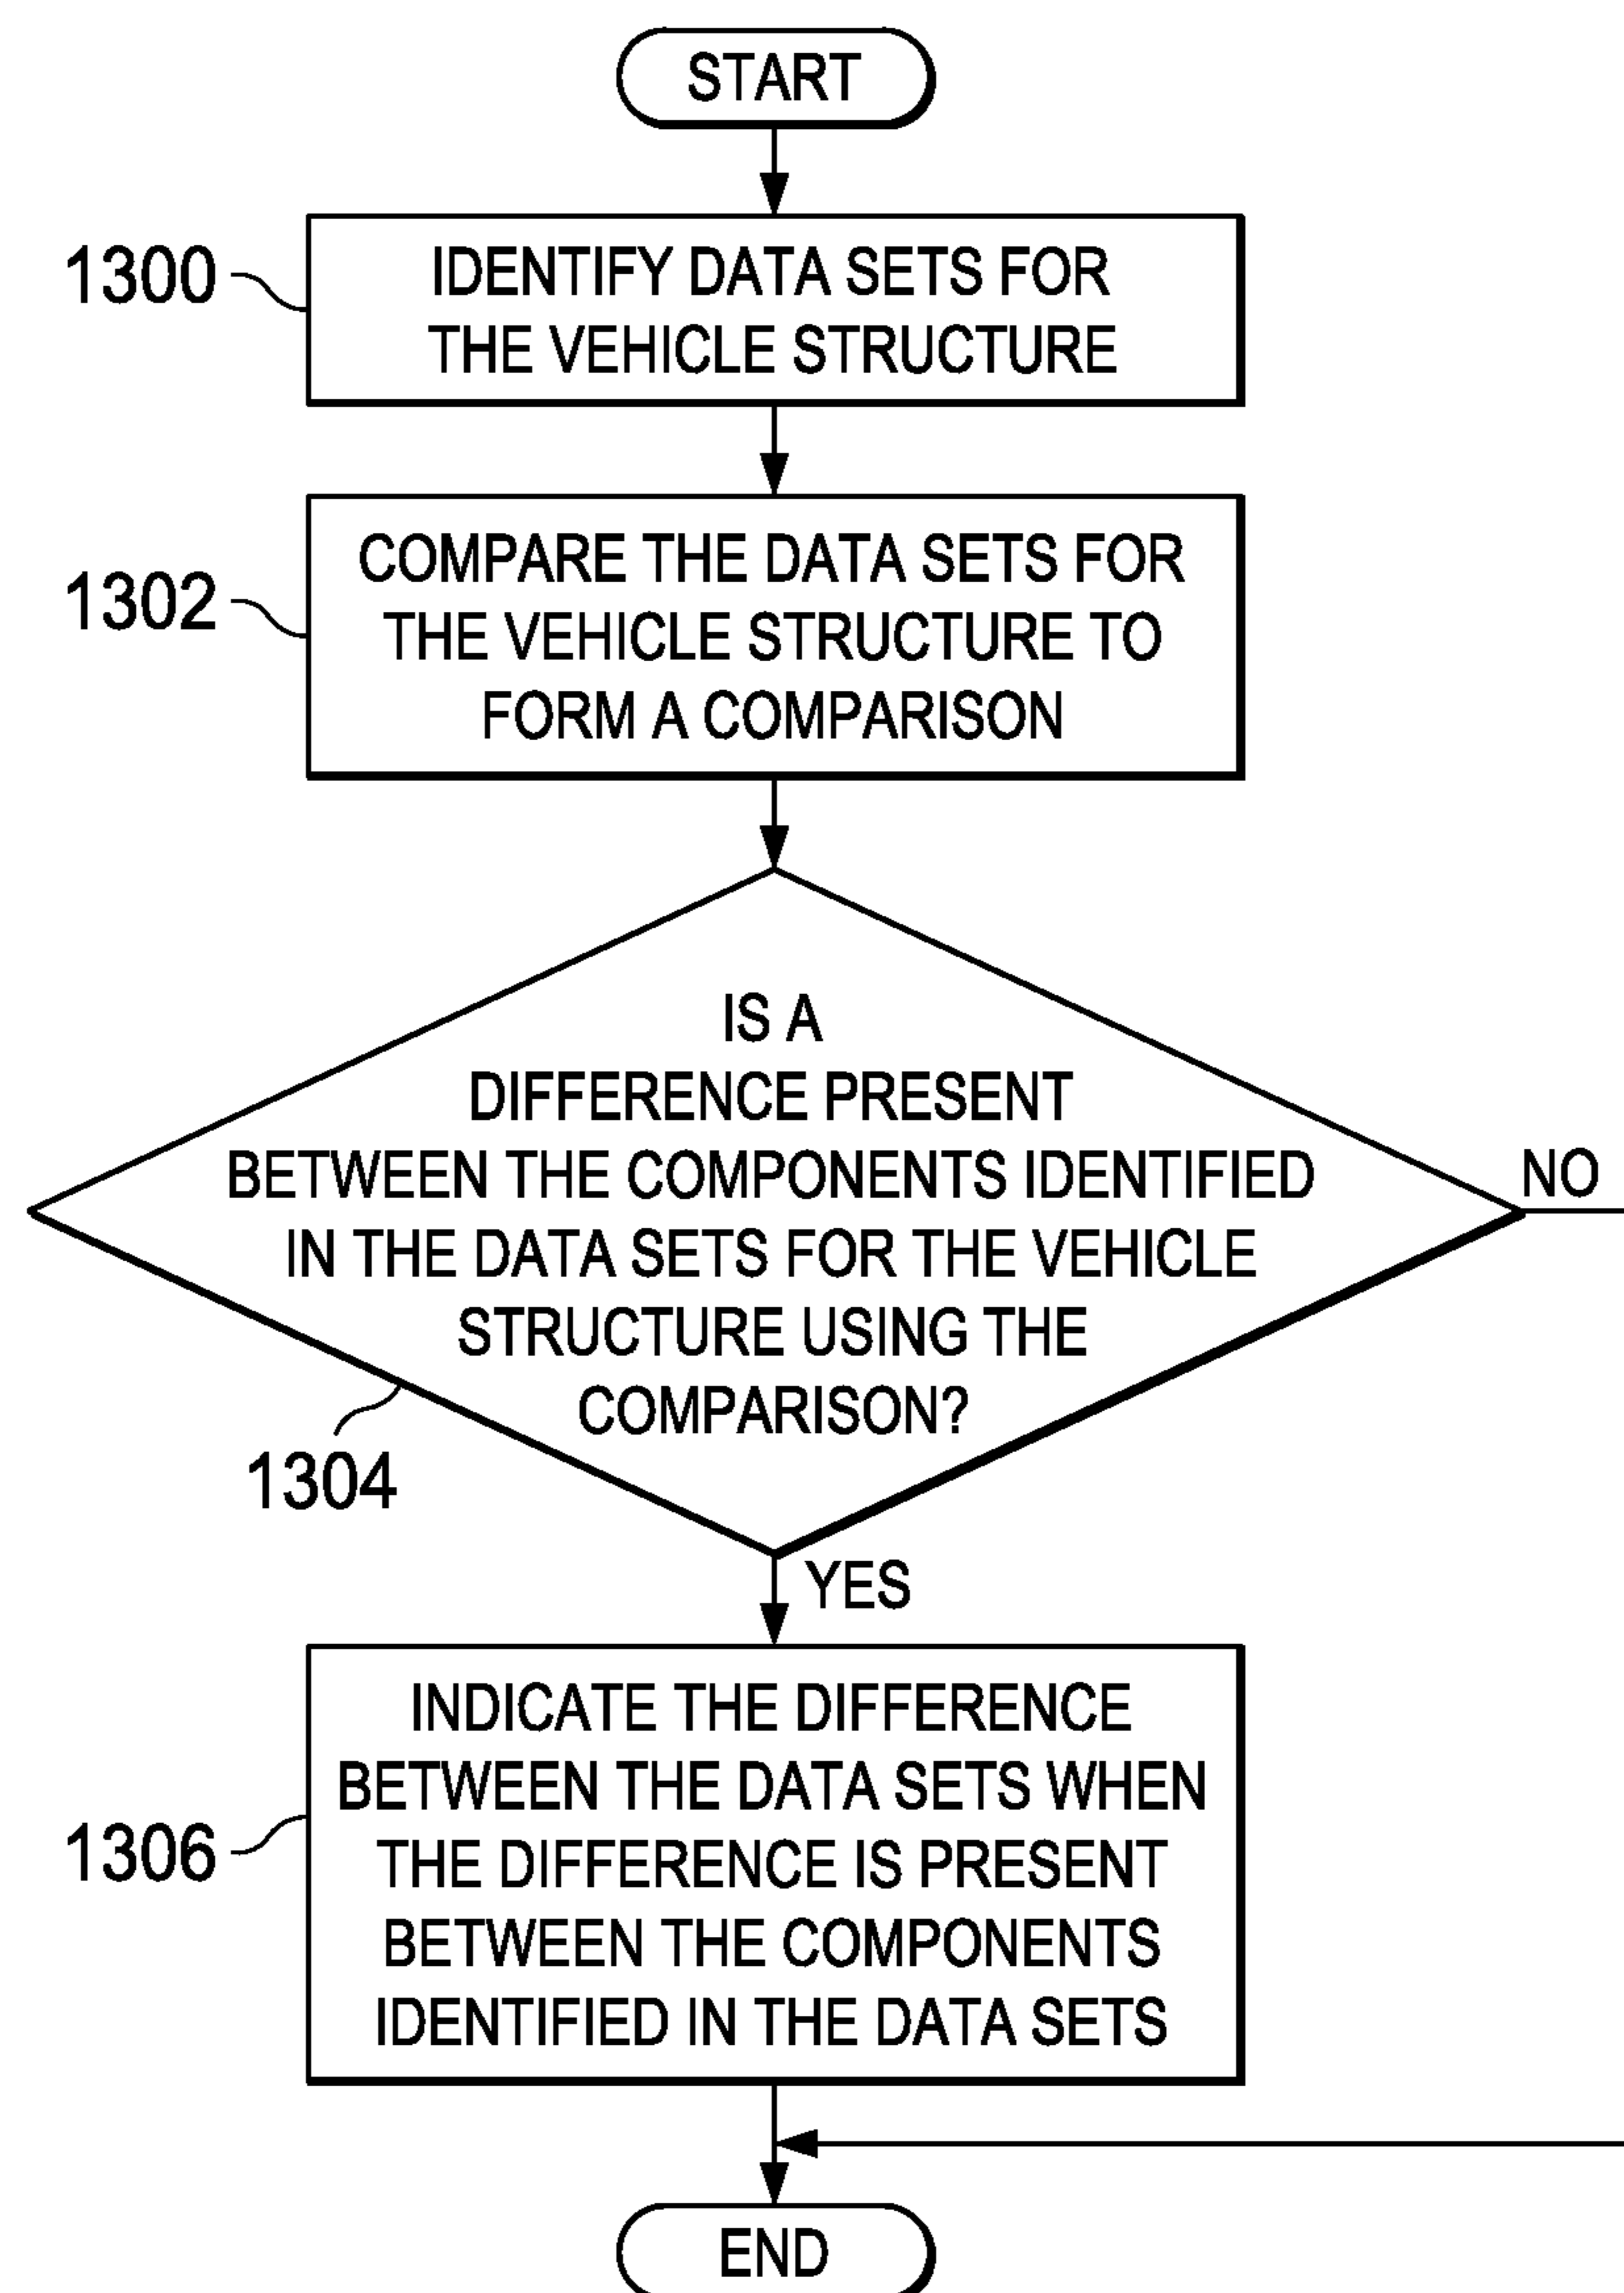 START
1300
IDENTIFY DATA SETS FOR
THE VEHICLE STRUCTURE
1302
COMPARE THE DATA SETS FOR
THE VEHICLE STRUCTURE TO
FORM A COMPARISON
IS A
DIFFERENCE PRESENT
BETWEEN THE COMPONENTS IDENTIFIED
IN THE DATA SETS FOR THE VEHICLE
STRUCTURE USING THE
COMPARISON?
NO
1304
YES
1306
INDICATE THE DIFFERENCE
BETWEEN THE DATA SETS WHEN
THE DIFFERENCE IS PRESENT
BETWEEN THE COMPONENTS
IDENTIFIED IN THE DATA SETS
END